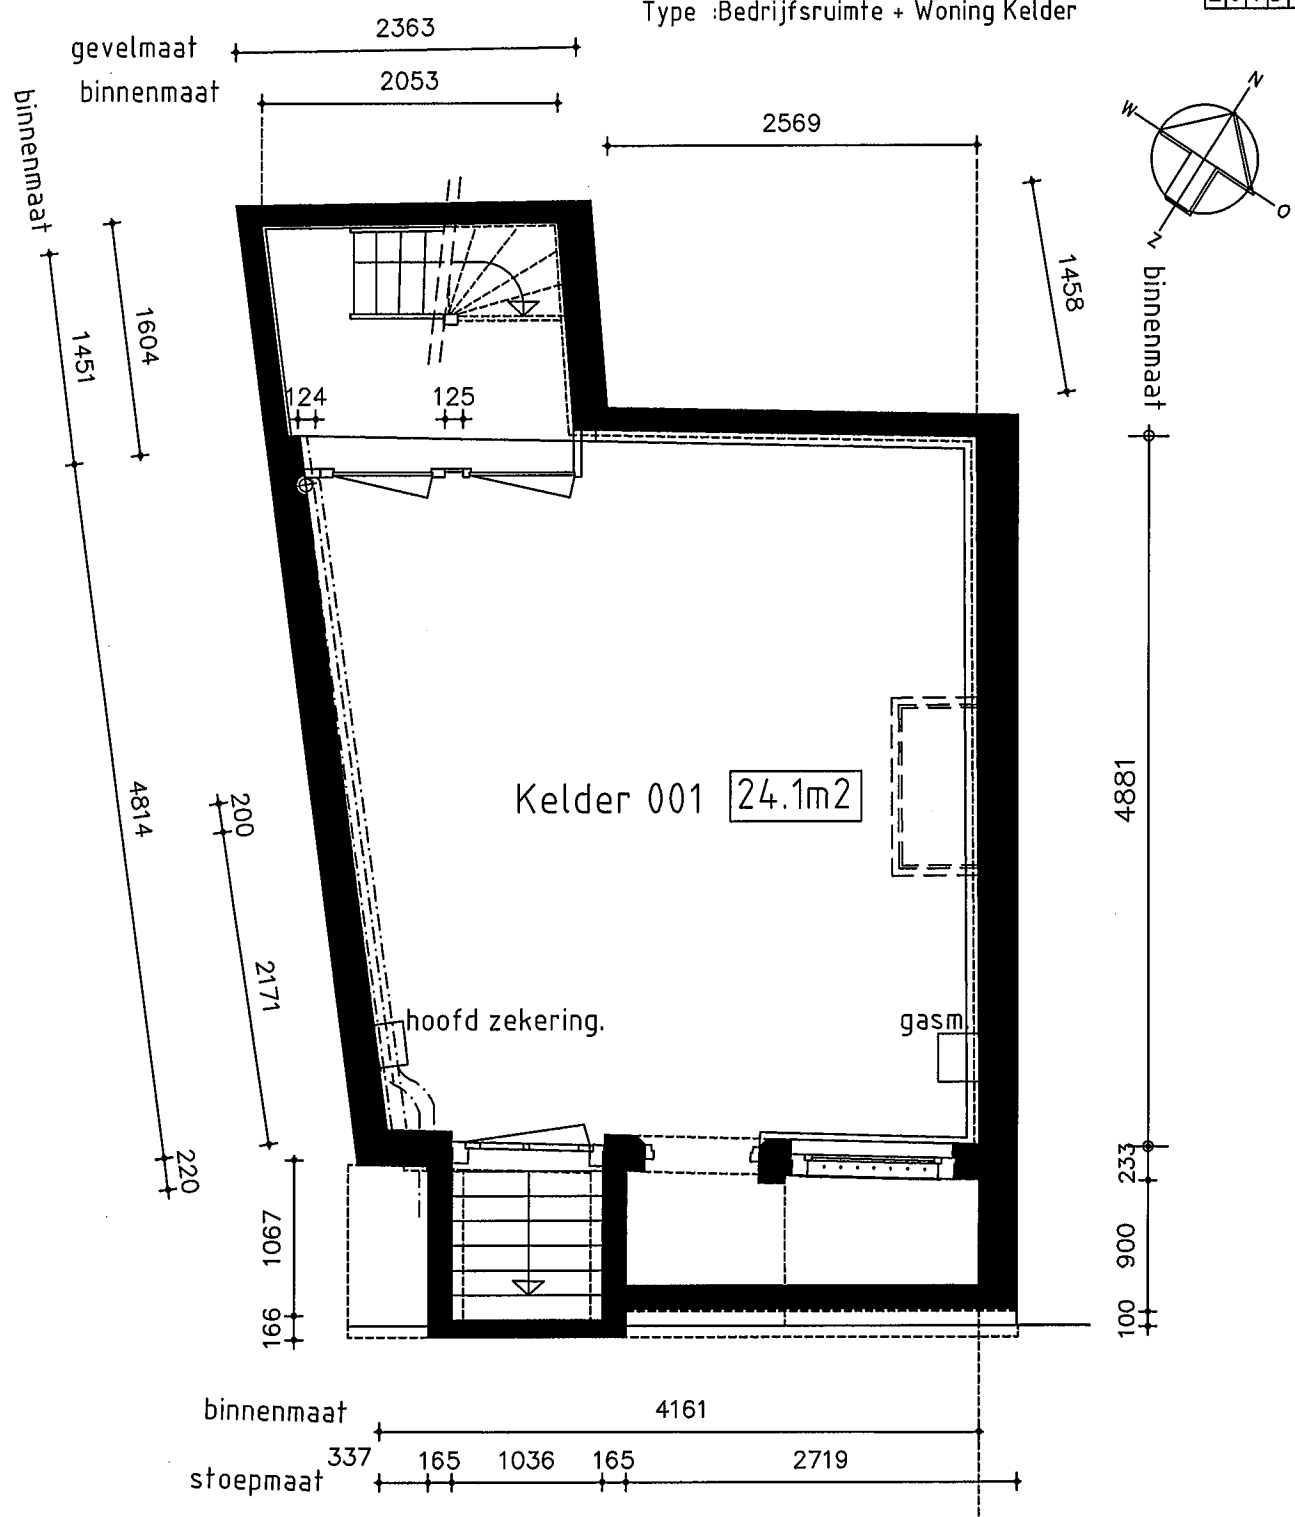 Type :Bedrijfsruimte + Woning Kelder
gevelmaat
2363
binnenmaat
2053
2569
binnenmaat
N
W
O
Z
1458
binnenmaat
1604
1451
124
125
4814
200
2171
220
Kelder 001 24.1m2
4881
hoofd zekering.
gasm.
233
900
100
1067
166
binnenmaat
4161
stoepmaat
337 165 1036 165 2719